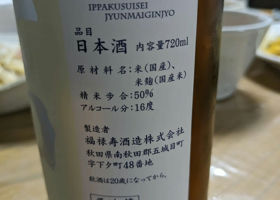 IPPAKUSUISEI
JYUNMAIGINJYO
品目
日本酒 内容量720ml
原材料名:米(国産)、
米麹(国産米)
精米歩合:50%
アルコール分:16度
製造者
福禄寿酒造株式会社
秋田県南秋田郡五城目町
字下夕町48番地
飲酒は20歳になってから。